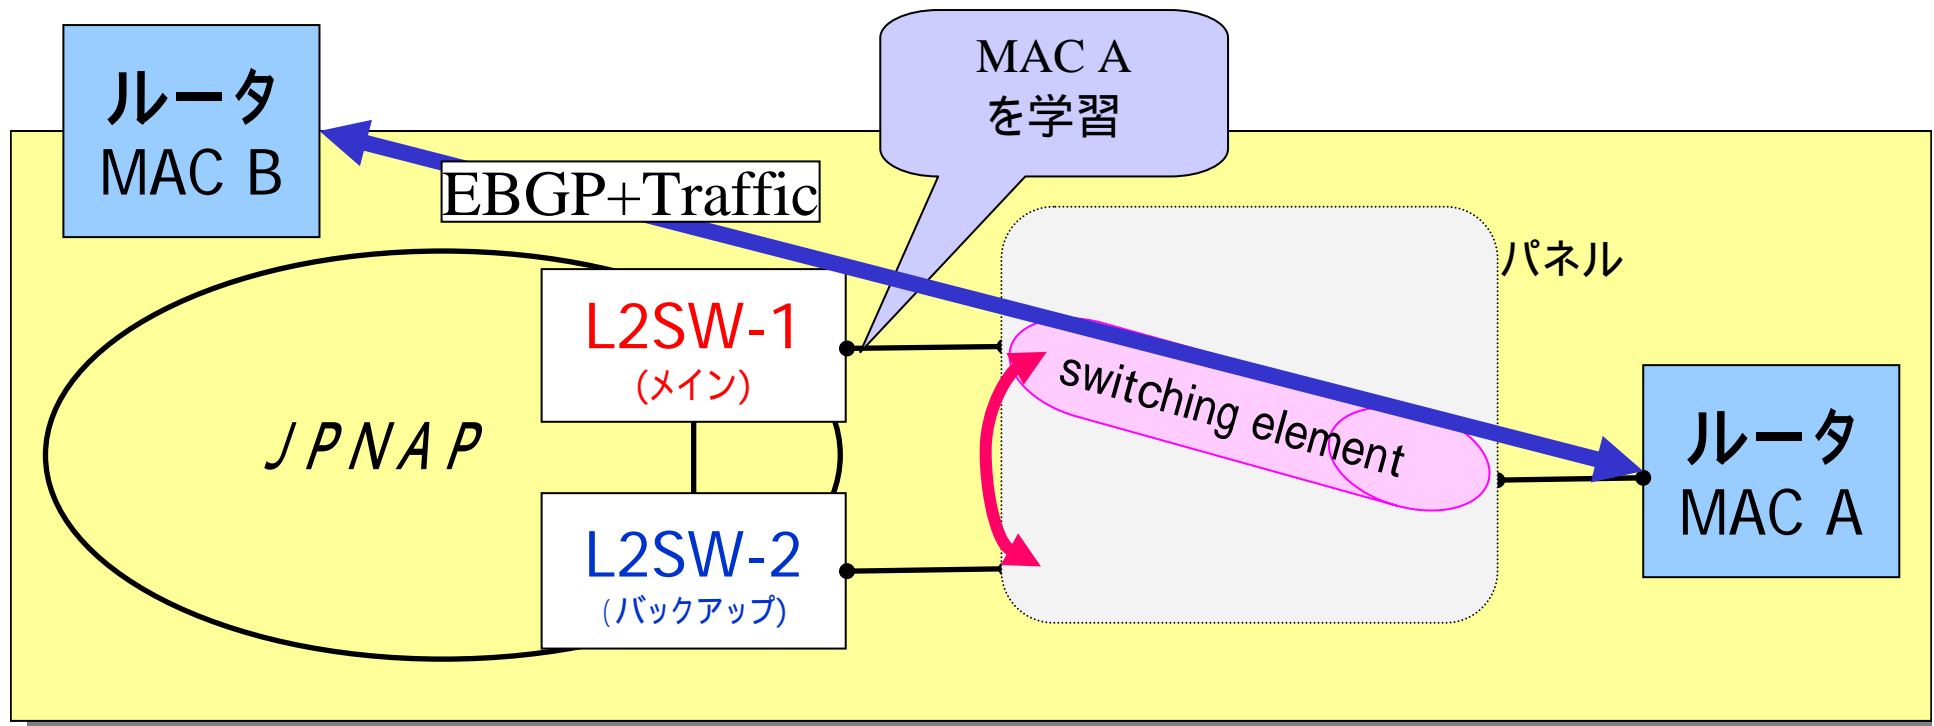 ルータ
MAC B
MAC A
を学習
EBGP+Traffic
パネル
L2SW-1
(メイン)
switching element
JPNAP
ルータ
MAC A
L2SW-2
(バックアップ)